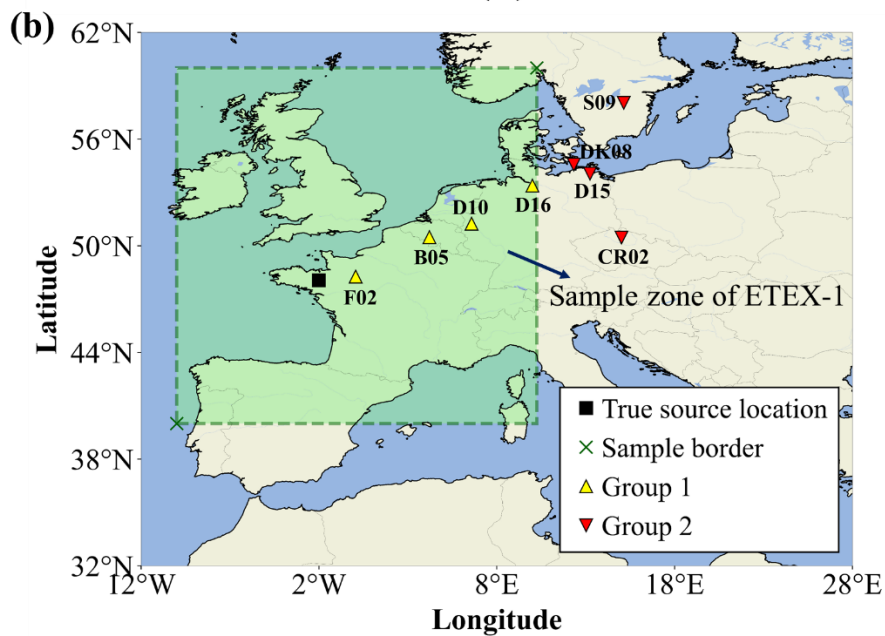 (b)
62°N
56°N
50°N
44°N
38°N
32°N
Latitude
S09
DK08
D15
D16
D10
B05
CR02
F02
Sample zone of ETEX-1
True source location
Sample border
Group 1
Group 2
12°W
2°W
8°E
18°E
28°E
Longitude